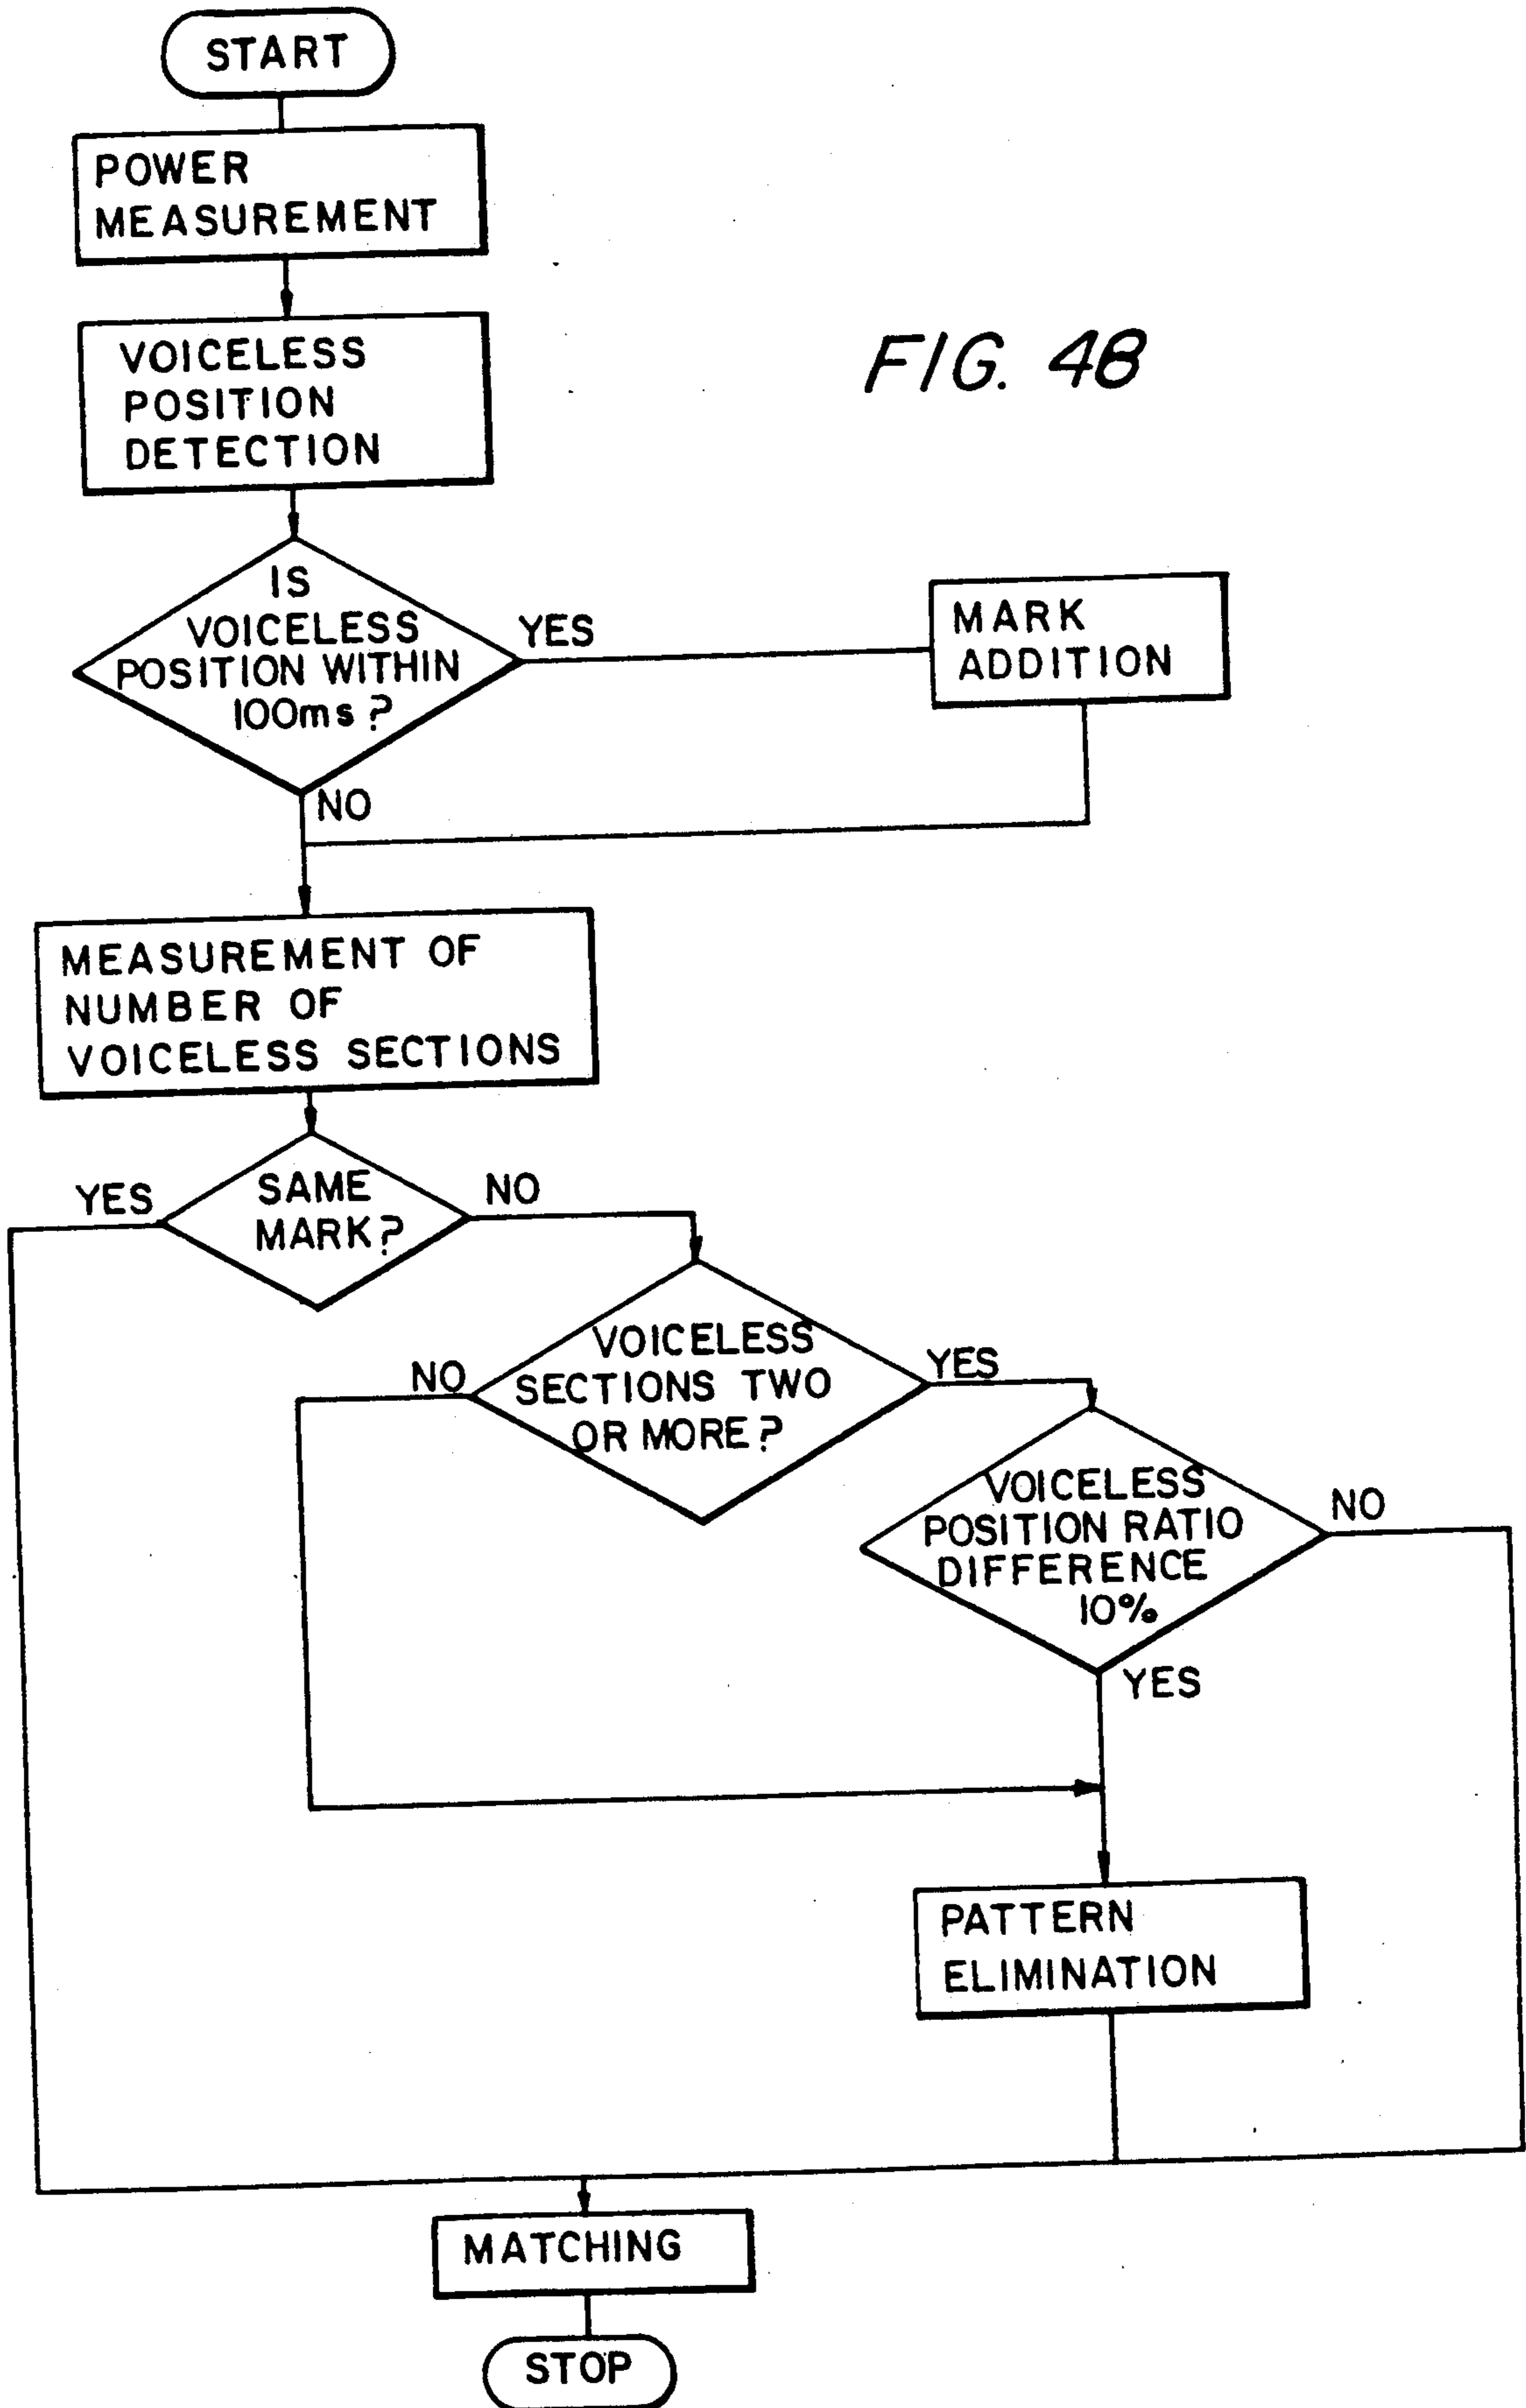 START
POWER
MEASUREMENT
FIG. 48
VOICELESS
POSITION
DETECTION
IS
VOICELESS
POSITION WITHIN
100ms?
YES
MARK
ADDITION
NO
MEASUREMENT OF
NUMBER OF
VOICELESS SECTIONS
YES
SAME
MARK?
NO
VOICELESS
SECTIONS TWO
OR MORE?
NO
YES
VOICELESS
POSITION RATIO
DIFFERENCE
10%
NO
YES
PATTERN
ELIMINATION
MATCHING
STOP